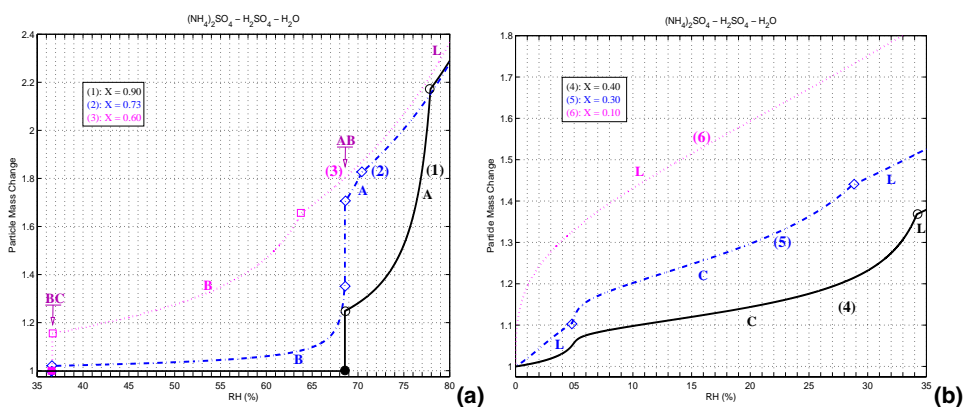 (NH4)2SO4 − H2SO4 − H2O
Particle Mass Change
2.4
2.2
2
1.8
1.6
1.4
1.2
1
(1): X = 0.90
(2): X = 0.73
(3): X = 0.60
L
AB
(3)
(2)
(1)
A
A
B
BC
B
35
40
45
50
55
60
65
70
75
80
RH (%)
(a)
(NH4)2SO4 − H2SO4 − H2O
Particle Mass Change
1.8
1.7
1.6
1.5
1.4
1.3
1.2
1.1
1
(4): X = 0.40
(5): X = 0.30
(6): X = 0.10
(6)
L
L
L
(5)
C
(4)
C
L
0
05
10
15
20
25
30
35
RH (%)
(b)